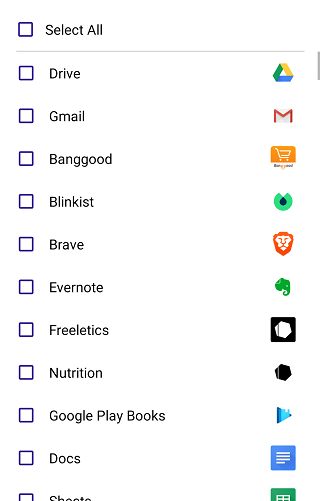 Select All
Drive
Gmail
Banggood
Banggood
Blinkist
Brave
Evernote
Freeletics
Nutrition
Google Play Books
Docs
Sheets